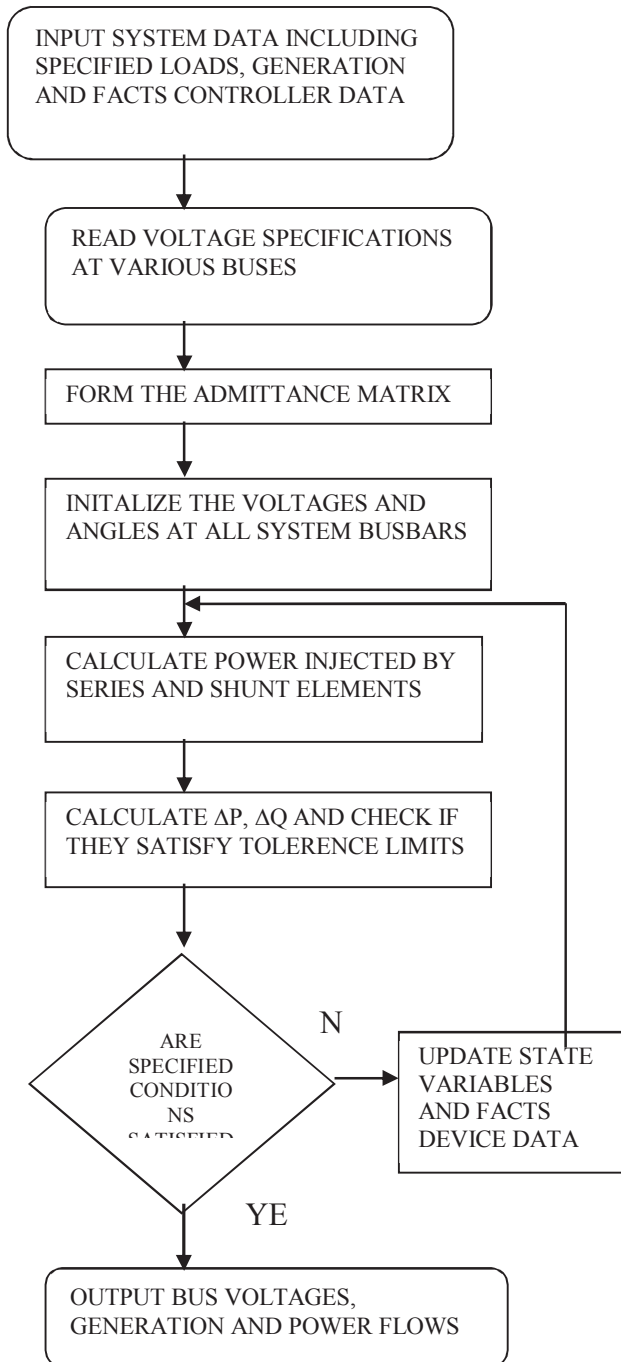 INPUT SYSTEM DATA INCLUDING
SPECIFIED LOADS, GENERATION
AND FACTS CONTROLLER DATA
READ VOLTAGE SPECIFICATIONS
AT VARIOUS BUSES
FORM THE ADMITTANCE MATRIX
INITALIZE THE VOLTAGES AND
ANGLES AT ALL SYSTEM BUSBARS
CALCULATE POWER INJECTED BY
SERIES AND SHUNT ELEMENTS
CALCULATE ΔP, ΔQ AND CHECK IF
THEY SATISFY TOLERENCE LIMITS
ARE
SPECIFIED
CONDITIO
NS
SATISFIED
N
UPDATE STATE
VARIABLES
AND FACTS
DEVICE DATA
YE
OUTPUT BUS VOLTAGES,
GENERATION AND POWER FLOWS